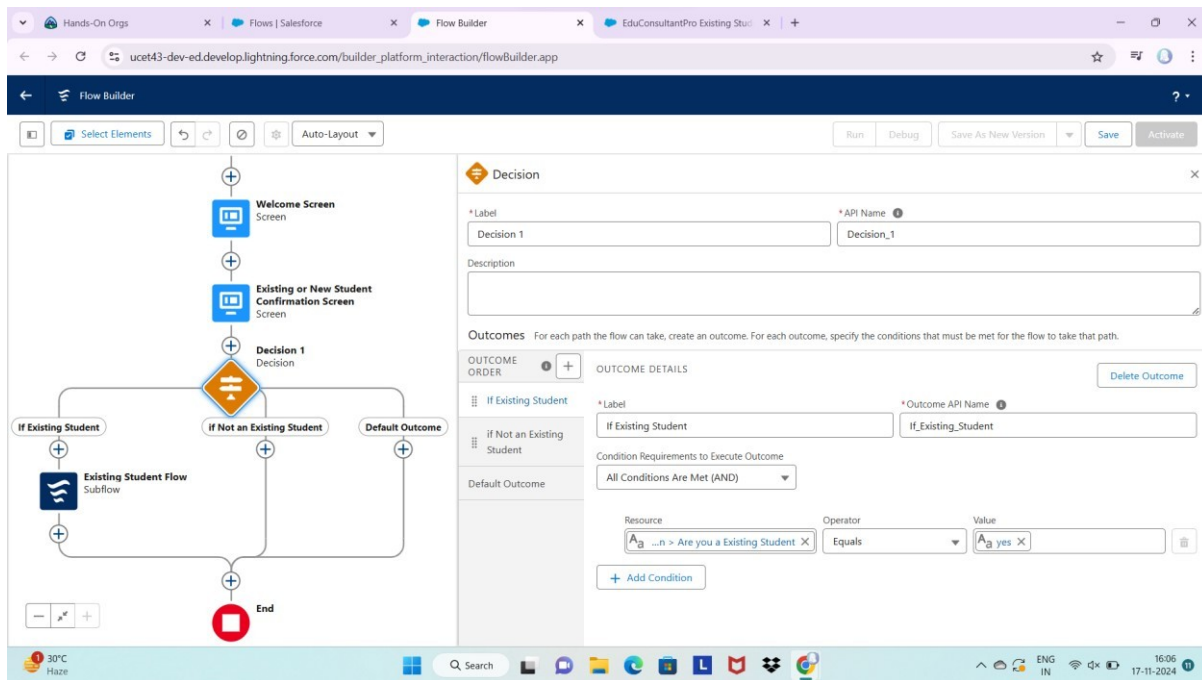 Hands-On Orgs
Flows | Salesforce
Flow Builder
EduConsultantPro Existing Stud
ucet43-dev-ed.develop.lightning.force.com/builder_platform_interaction/flowBuilder.app
Flow Builder
?
Select Elements
Auto-Layout
Run
Debug
Save As New Version
Save
Activate
Welcome Screen
Screen
Existing or New Student
Confirmation Screen
Screen
Decision 1
Decision
If Existing Student
if Not an Existing Student
Default Outcome
Existing Student Flow
Subflow
End
Decision
*Label
*API Name
Decision 1
Decision_1
Description
Outcomes For each path the flow can take, create an outcome. For each outcome, specify the conditions that must be met for the flow to take that path.
OUTCOME
ORDER
If Existing Student
if Not an Existing
Student
Default Outcome
OUTCOME DETAILS
Delete Outcome
*Label
*Outcome API Name
If Existing Student
If_Existing_Student
Condition Requirements to Execute Outcome
All Conditions Are Met (AND)
Resource
Operator
Value
Aa ...n > Are you a Existing Student
Equals
Aa yes
+ Add Condition
1
30°C
Haze
Search
L
ENG
IN
16:06
17-11-2024
11